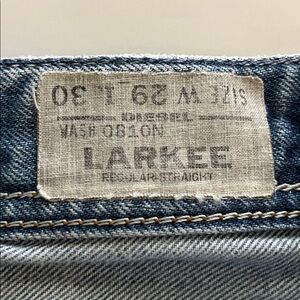 SIZE W 29 L 30
DIESEL
WASH 0810N
LARKEE
REGULAR-STRAIGHT